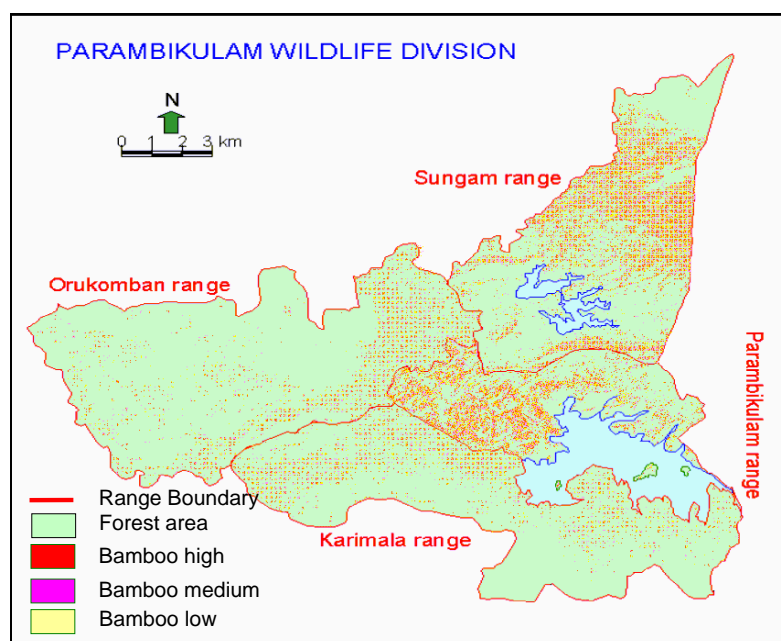 PARAMBIKULAM WILDLIFE DIVISION
N
0 1 2 3 km
Sungam range
Orukomban range
Parambikulam range
Karimala range
Range Boundary
Forest area
Bamboo high
Bamboo medium
Bamboo low